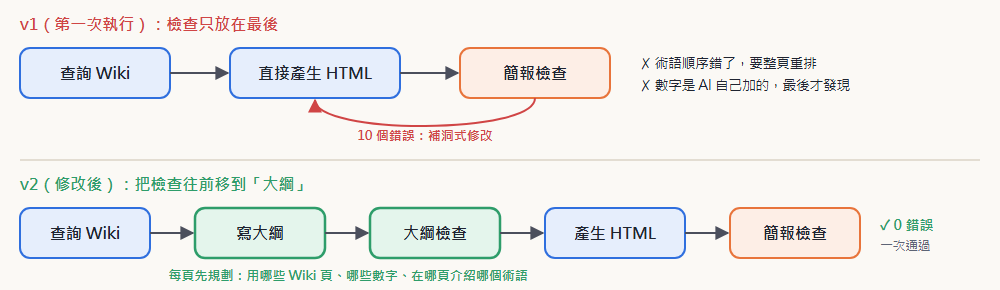 v1（第一次執行）：檢查只放在最後
查詢 Wiki
直接產生 HTML
簡報檢查
✗ 術語順序錯了，要整頁重排
✗ 數字是 AI 自己加的，最後才發現
10 個錯誤：補洞式修改
v2（修改後）：把檢查往前移到「大綱」
查詢 Wiki
寫大綱
大綱檢查
產生 HTML
簡報檢查
✓ 0 錯誤
一次通過
每頁先規劃：用哪些 Wiki 頁、哪些數字、在哪頁介紹哪個術語